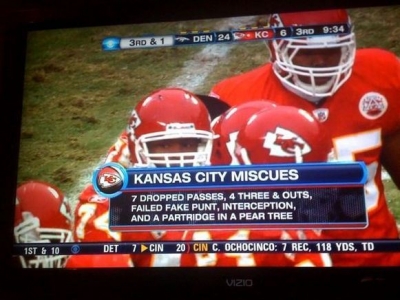 3RD & 1 DEN 24 KC 6 3RD 9:34
KANSAS CITY MISCUES
7 DROPPED PASSES, 4 THREE & OUTS,
FAILED FAKE PUNT, INTERCEPTION,
AND A PARTRIDGE IN A PEAR TREE
1ST & 10 DET 7 CIN 20 CIN C. OCHOCINCO: 7 REC, 118 YDS, TD
VIZIO